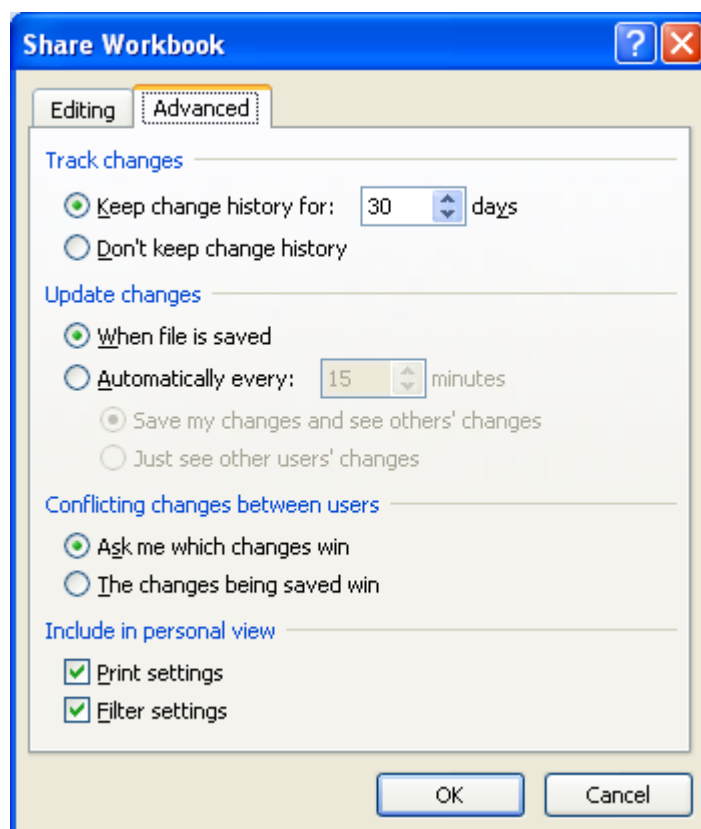 Share Workbook
?
Editing Advanced
Track changes
Keep change history for: 30 days
Don't keep change history
Update changes
When file is saved
Automatically every: 15 minutes
Save my changes and see others' changes
Just see other users' changes
Conflicting changes between users
Ask me which changes win
The changes being saved win
Include in personal view
Print settings
Filter settings
OK Cancel